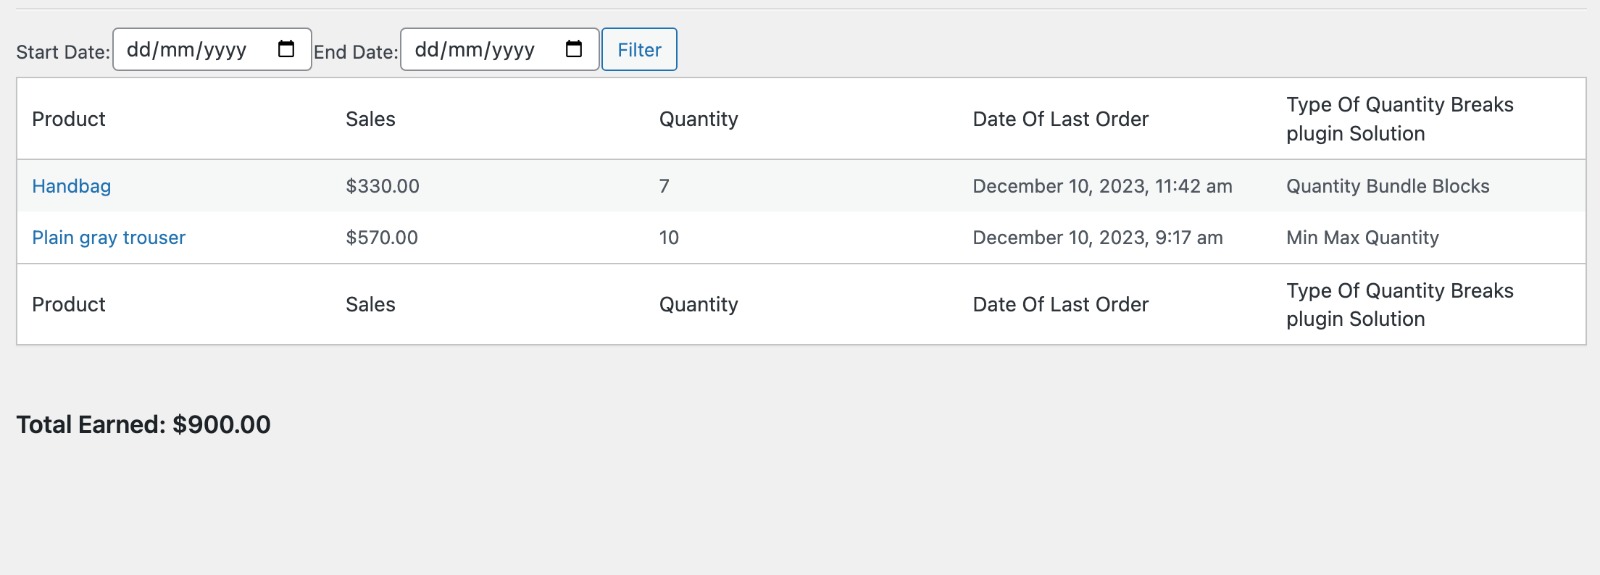 Start Date: dd/mm/yyyy End Date: dd/mm/yyyy Filter
Product Sales Quantity Date Of Last Order Type Of Quantity Breaks
plugin Solution
Handbag $330.00 7 December 10, 2023, 11:42 am Quantity Bundle Blocks
Plain gray trouser $570.00 10 December 10, 2023, 9:17 am Min Max Quantity
Product Sales Quantity Date Of Last Order Type Of Quantity Breaks
plugin Solution
Total Earned: $900.00